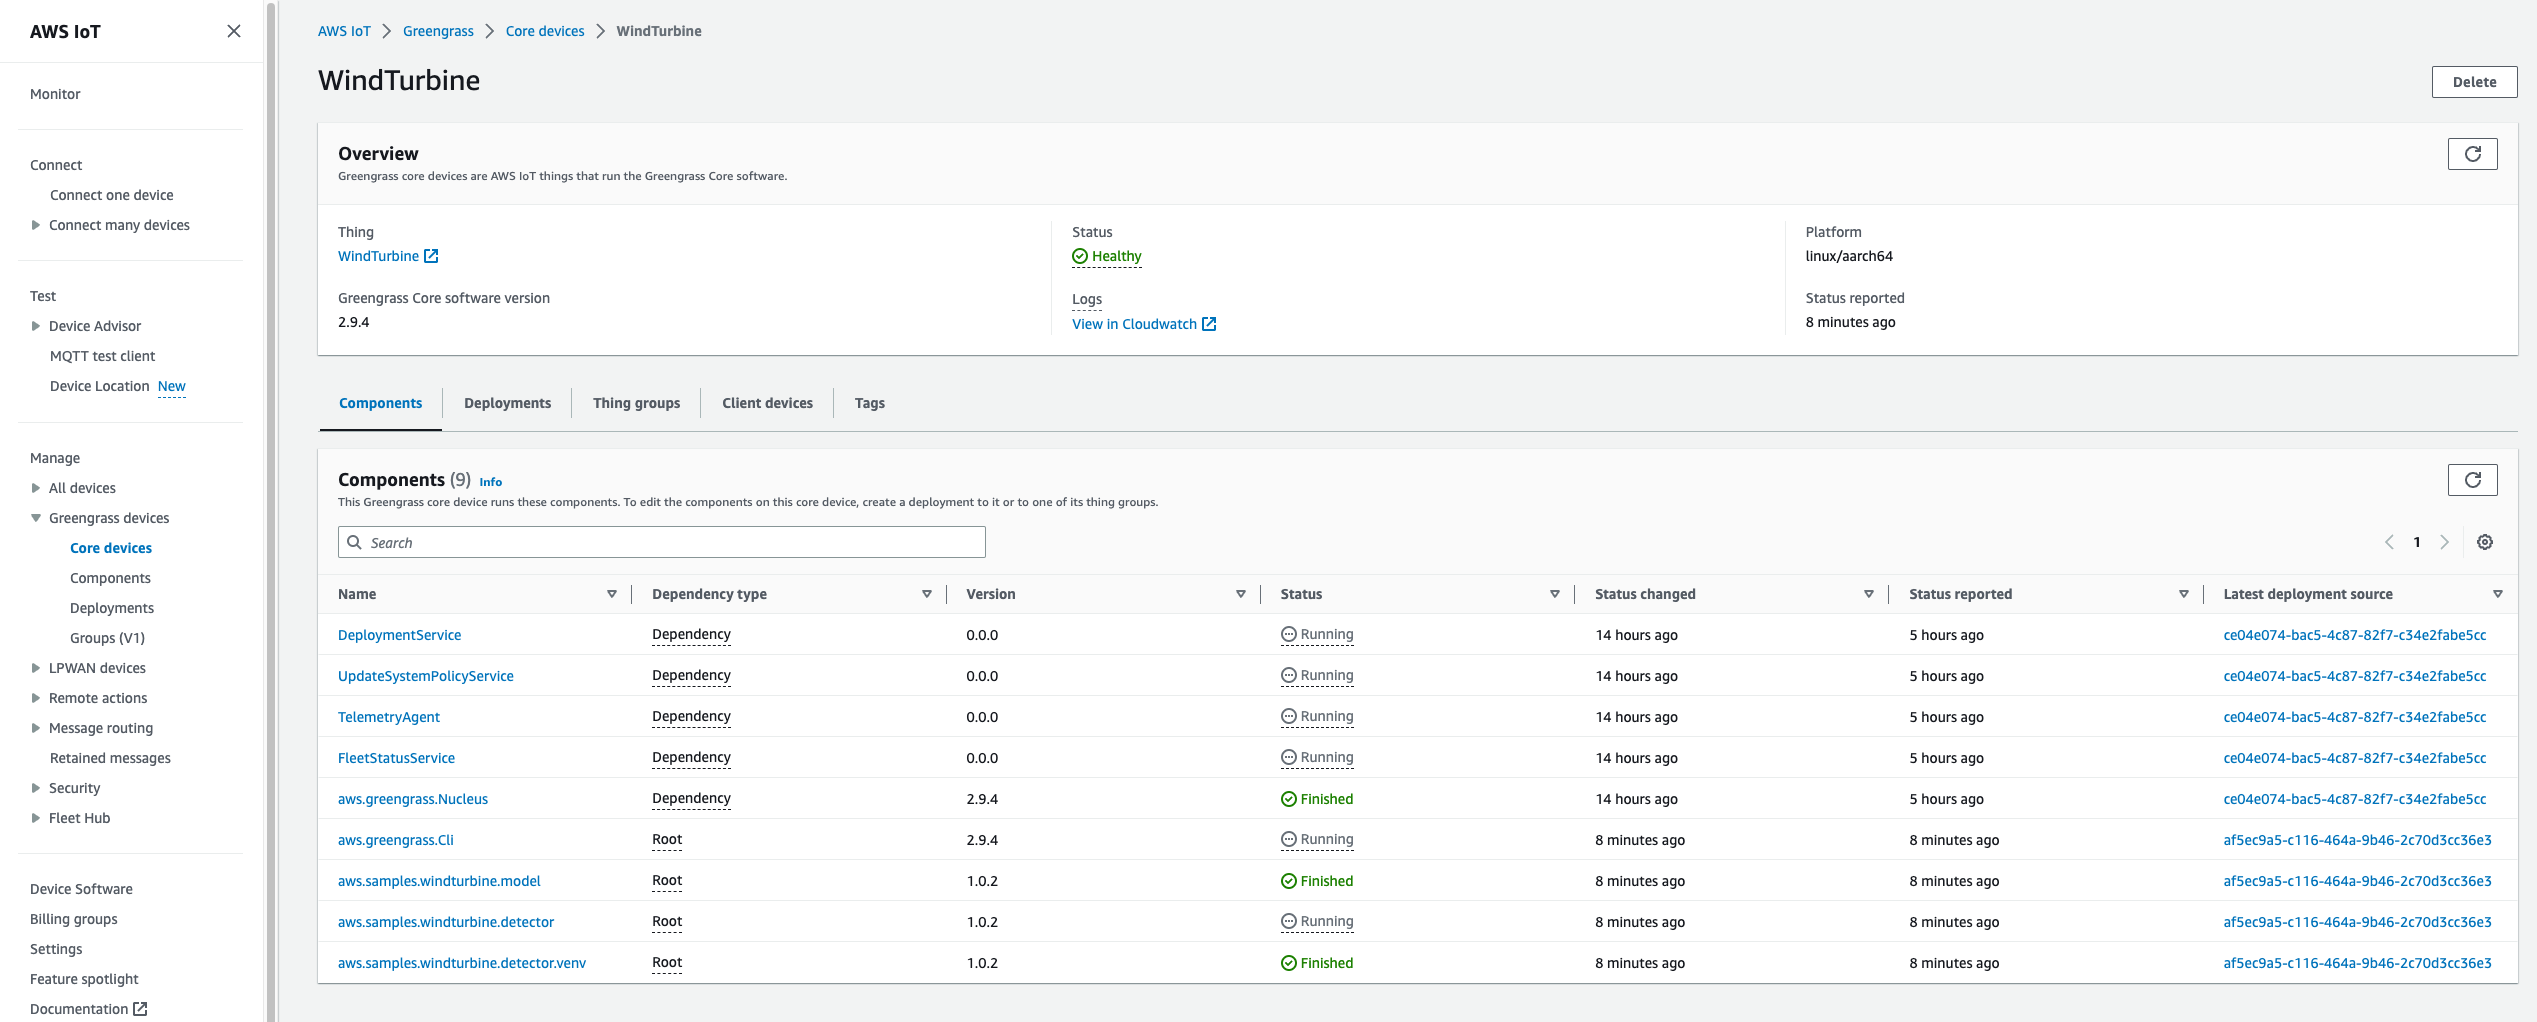 AWS IoT
Monitor
Connect
Connect one device
Connect many devices
Test
Device Advisor
MQTT test client
Device Location New
Manage
All devices
Greengrass devices
Core devices
Components
Deployments
Groups (V1)
LPWAN devices
Remote actions
Message routing
Retained messages
Security
Fleet Hub
Device Software
Billing groups
Settings
Feature spotlight
Documentation
AWS IoT Greengrass Core devices WindTurbine
WindTurbine
Delete
Overview
Greengrass core devices are AWS IoT things that run the Greengrass Core software.
Thing
WindTurbine
Greengrass Core software version
2.9.4
Status
Healthy
Logs
View in Cloudwatch
Platform
linux/aarch64
Status reported
8 minutes ago
Components Deployments Thing groups Client devices Tags
Components (9) Info
This Greengrass core device runs these components. To edit the components on this core device, create a deployment to it or to one of its thing groups.
Search
1
Name Dependency type Version Status Status changed Status reported Latest deployment source
DeploymentService Dependency 0.0.0 Running 14 hours ago 5 hours ago ce04e074-bac5-4c87-82f7-c34e2fabe5cc
UpdateSystemPolicyService Dependency 0.0.0 Running 14 hours ago 5 hours ago ce04e074-bac5-4c87-82f7-c34e2fabe5cc
TelemetryAgent Dependency 0.0.0 Running 14 hours ago 5 hours ago ce04e074-bac5-4c87-82f7-c34e2fabe5cc
FleetStatusService Dependency 0.0.0 Running 14 hours ago 5 hours ago ce04e074-bac5-4c87-82f7-c34e2fabe5cc
aws.greengrass.Nucleus Dependency 2.9.4 Finished 14 hours ago 5 hours ago ce04e074-bac5-4c87-82f7-c34e2fabe5cc
aws.greengrass.Cli Root 2.9.4 Running 8 minutes ago 8 minutes ago af5ec9a5-c116-464a-9b46-2c70d3cc36e3
aws.samples.windturbine.model Root 1.0.2 Finished 8 minutes ago 8 minutes ago af5ec9a5-c116-464a-9b46-2c70d3cc36e3
aws.samples.windturbine.detector Root 1.0.2 Running 8 minutes ago 8 minutes ago af5ec9a5-c116-464a-9b46-2c70d3cc36e3
aws.samples.windturbine.detector.venv Root 1.0.2 Finished 8 minutes ago 8 minutes ago af5ec9a5-c116-464a-9b46-2c70d3cc36e3